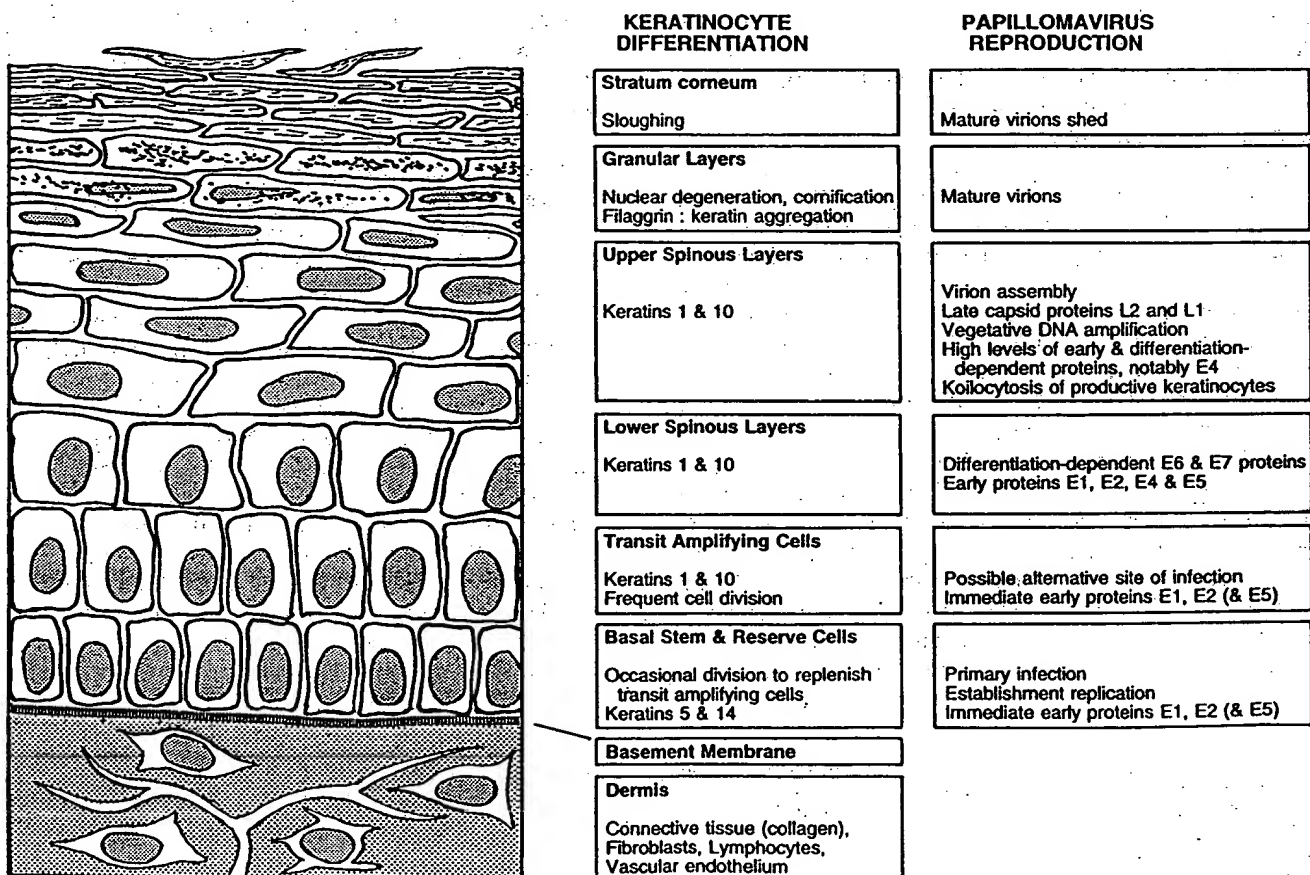 KERATINOCYTE
DIFFERENTIATION
PAPILLOMAVIRUS
REPRODUCTION
Stratum corneum
Sloughing
Mature virions shed
Granular Layers
Nuclear degeneration, cornification
Filaggrin : keratin aggregation
Mature virions
Upper Spinous Layers
Keratins 1 & 10
Virion assembly
Late capsid proteins L2 and L1
Vegetative DNA amplification
High levels of early & differentiation-
dependent proteins, notably E4
Koilocytosis of productive keratinocytes
Lower Spinous Layers
Keratins 1 & 10
Differentiation-dependent E6 & E7 proteins
Early proteins E1, E2, E4 & E5
Transit Amplifying Cells
Keratins 1 & 10
Frequent cell division
Possible alternative site of infection
Immediate early proteins E1, E2 (& E5)
Basal Stem & Reserve Cells
Occasional division to replenish
transit amplifying cells
Keratins 5 & 14
Primary infection
Establishment replication
Immediate early proteins E1, E2 (& E5)
Basement Membrane
Dermis
Connective tissue (collagen),
Fibroblasts, Lymphocytes,
Vascular endothelium